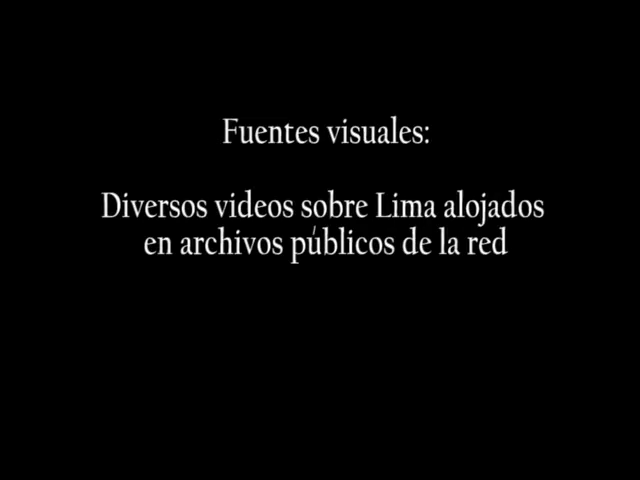 Fuentes visuales:
Diversos videos sobre Lima alojados
en archivos públicos de la red